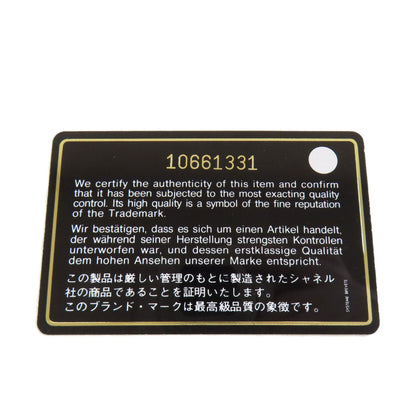 10661331
We certify the authenticity of this item and confirm
that it has been subjected to the most exacting quality
control. Its high quality is a symbol of the fine reputation
of the Trademark.
Wir bestätigen, dass es sich um einen Artikel handelt,
der während seiner Herstellung strengsten Kontrollen
unterworfen war, und dessen erstklassige Qualität
dem hohen Ansehen unserer Marke entspricht.
この製品は厳しい管理のもとに製造されたシャネル
社の商品であることを証明いたします。
このブランド・マークは最高級品質の象徴です。
SYSTEME BREVETE